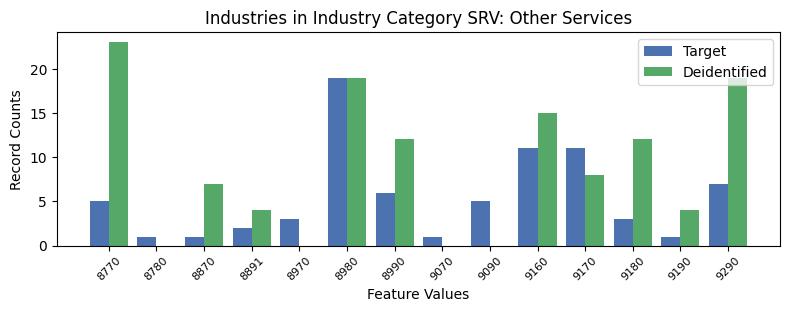 Industries in Industry Category SRV: Other Services
Target
Deidentified
Record Counts
20
15
10
5
0
8770 8780 8870 8891 8970 8980 8990 9070 9090 9160 9170 9180 9190 9290
Feature Values